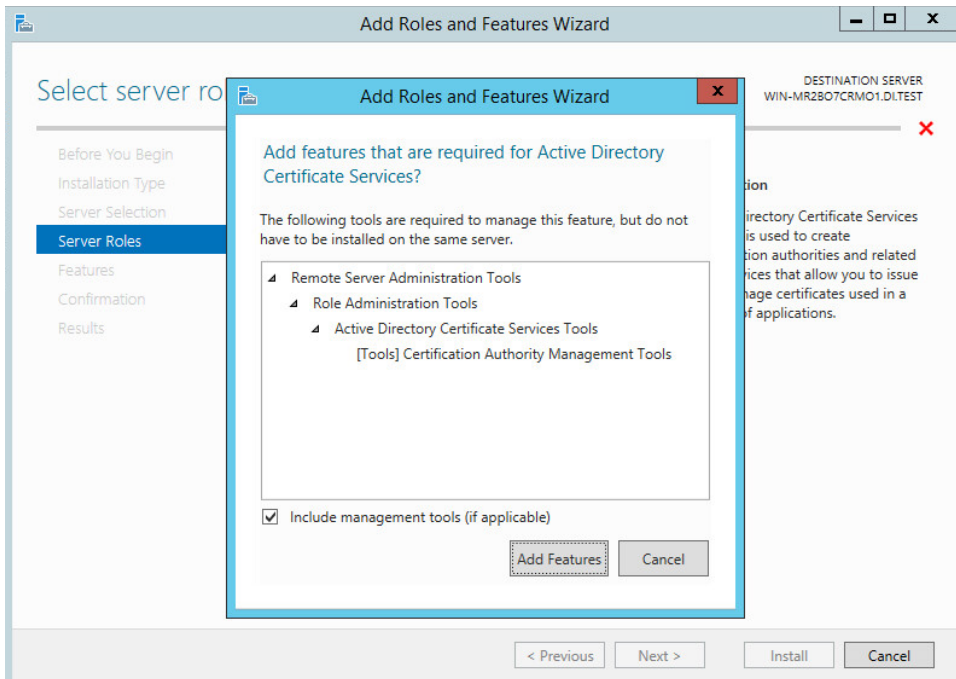 Add Roles and Features Wizard
Select server ro
DESTINATION SERVER
WIN-MR2BO7CRMO1.DI.TEST
Before You Begin
Installation Type
Server Selection
Server Roles
Features
Confirmation
Results
Add Roles and Features Wizard
Add features that are required for Active Directory
Certificate Services?
The following tools are required to manage this feature, but do not
have to be installed on the same server.
Remote Server Administration Tools
Role Administration Tools
Active Directory Certificate Services Tools
[Tools] Certification Authority Management Tools
Include management tools (if applicable)
Add Features
Cancel
tion
irectory Certificate Services
is used to create
tion authorities and related
vices that allow you to issue
nage certificates used in a
of applications.
< Previous
Next >
Install
Cancel